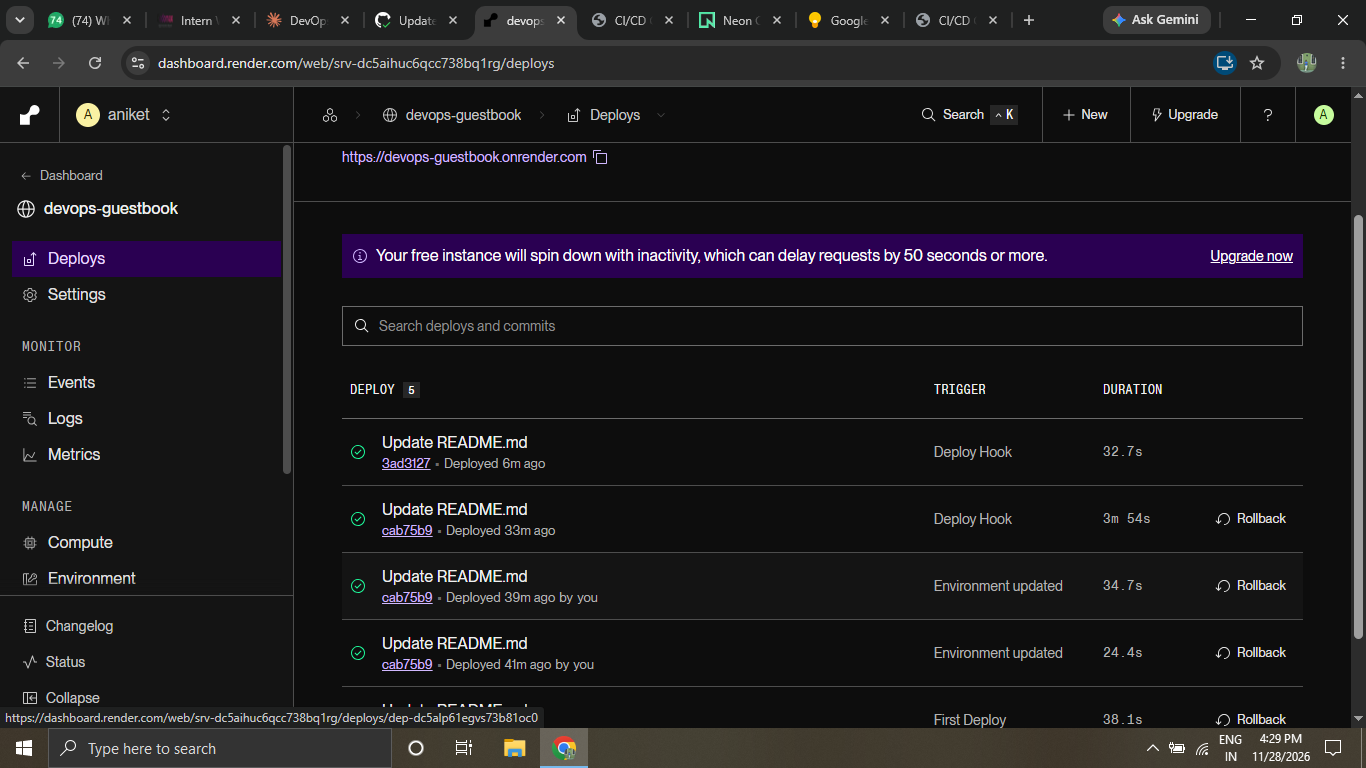 74
(74) W
Intern
DevOp
Update
devops
CI/CD
Neon
Google
CI/CD
Ask Gemini
dashboard.render.com/web/srv-dc5aihuc6qcc738bq1rg/deploys
A aniket
devops-guestbook
Deploys
Search ^ K
+ New
Upgrade
?
A
← Dashboard
devops-guestbook
Deploys
Settings
MONITOR
Events
Logs
Metrics
MANAGE
Compute
Environment
Changelog
Status
Collapse
https://devops-guestbook.onrender.com
Your free instance will spin down with inactivity, which can delay requests by 50 seconds or more.
Upgrade now
Search deploys and commits
DEPLOY 5 TRIGGER DURATION
Update README.md
3ad3127 • Deployed 6m ago
Deploy Hook
32.7s
Update README.md
cab75b9 • Deployed 33m ago
Deploy Hook
3m 54s
Rollback
Update README.md
cab75b9 • Deployed 39m ago by you
Environment updated
34.7s
Rollback
Update README.md
cab75b9 • Deployed 41m ago by you
Environment updated
24.4s
Rollback
Update README.md
First Deploy
38.1s
Rollback
https://dashboard.render.com/web/srv-dc5aihuc6qcc738bq1rg/deploys/dep-dc5alp61egvs73b81oc0
Type here to search
ENG
IN
4:29 PM
11/28/2026